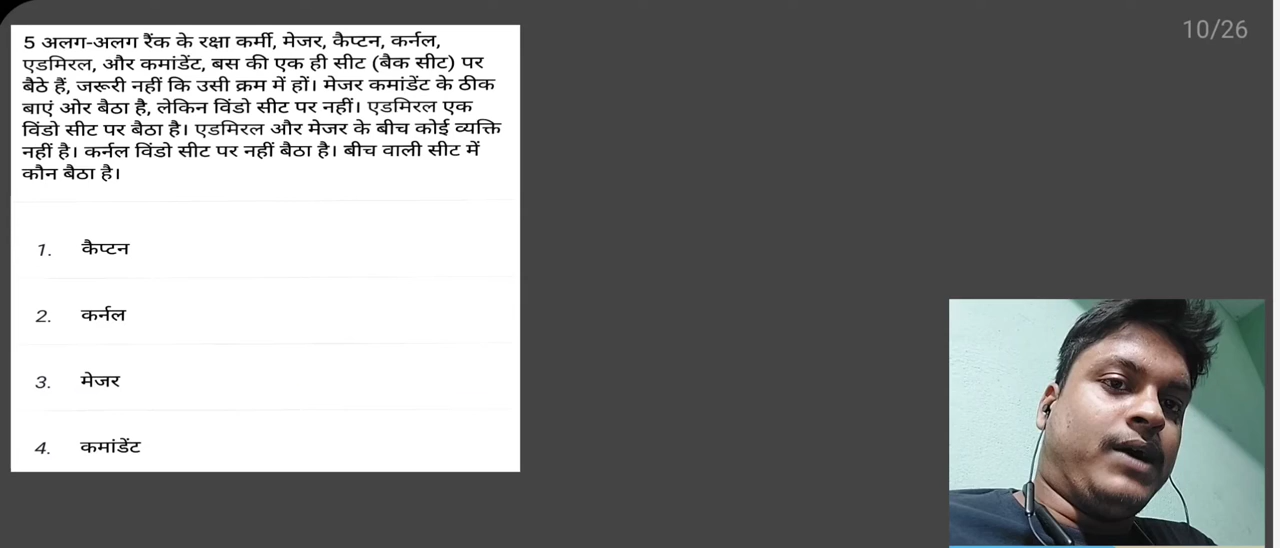 10/26
5 अलग-अलग रैंक के रक्षा कर्मी, मेजर, कैप्टन, कर्नल,
एडमिरल, और कमांडेंट, बस की एक ही सीट (बैक सीट) पर
बैठे हैं, जरूरी नहीं कि उसी क्रम में हों। मेजर कमांडेंट के ठीक
बाएं ओर बैठा है, लेकिन विंडो सीट पर नहीं। एडमिरल एक
विंडो सीट पर बैठा है। एडमिरल और मेजर के बीच कोई व्यक्ति
नहीं है। कर्नल विंडो सीट पर नहीं बैठा है। बीच वाली सीट में
कौन बैठा है।
1. कैप्टन
2. कर्नल
3. मेजर
4. कमांडेंट